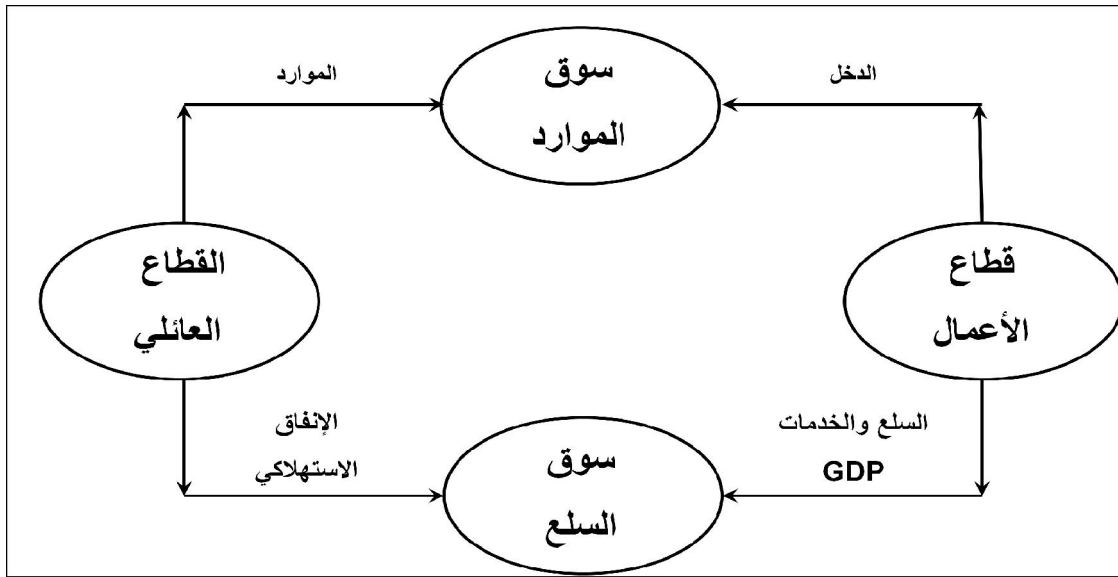 سوق
الموارد
الدخل
الموارد
قطاع
الأعمال
القطاع
العائلي
السلع والخدمات
GDP
الإنفاق
الاستهلاكي
سوق
السلع